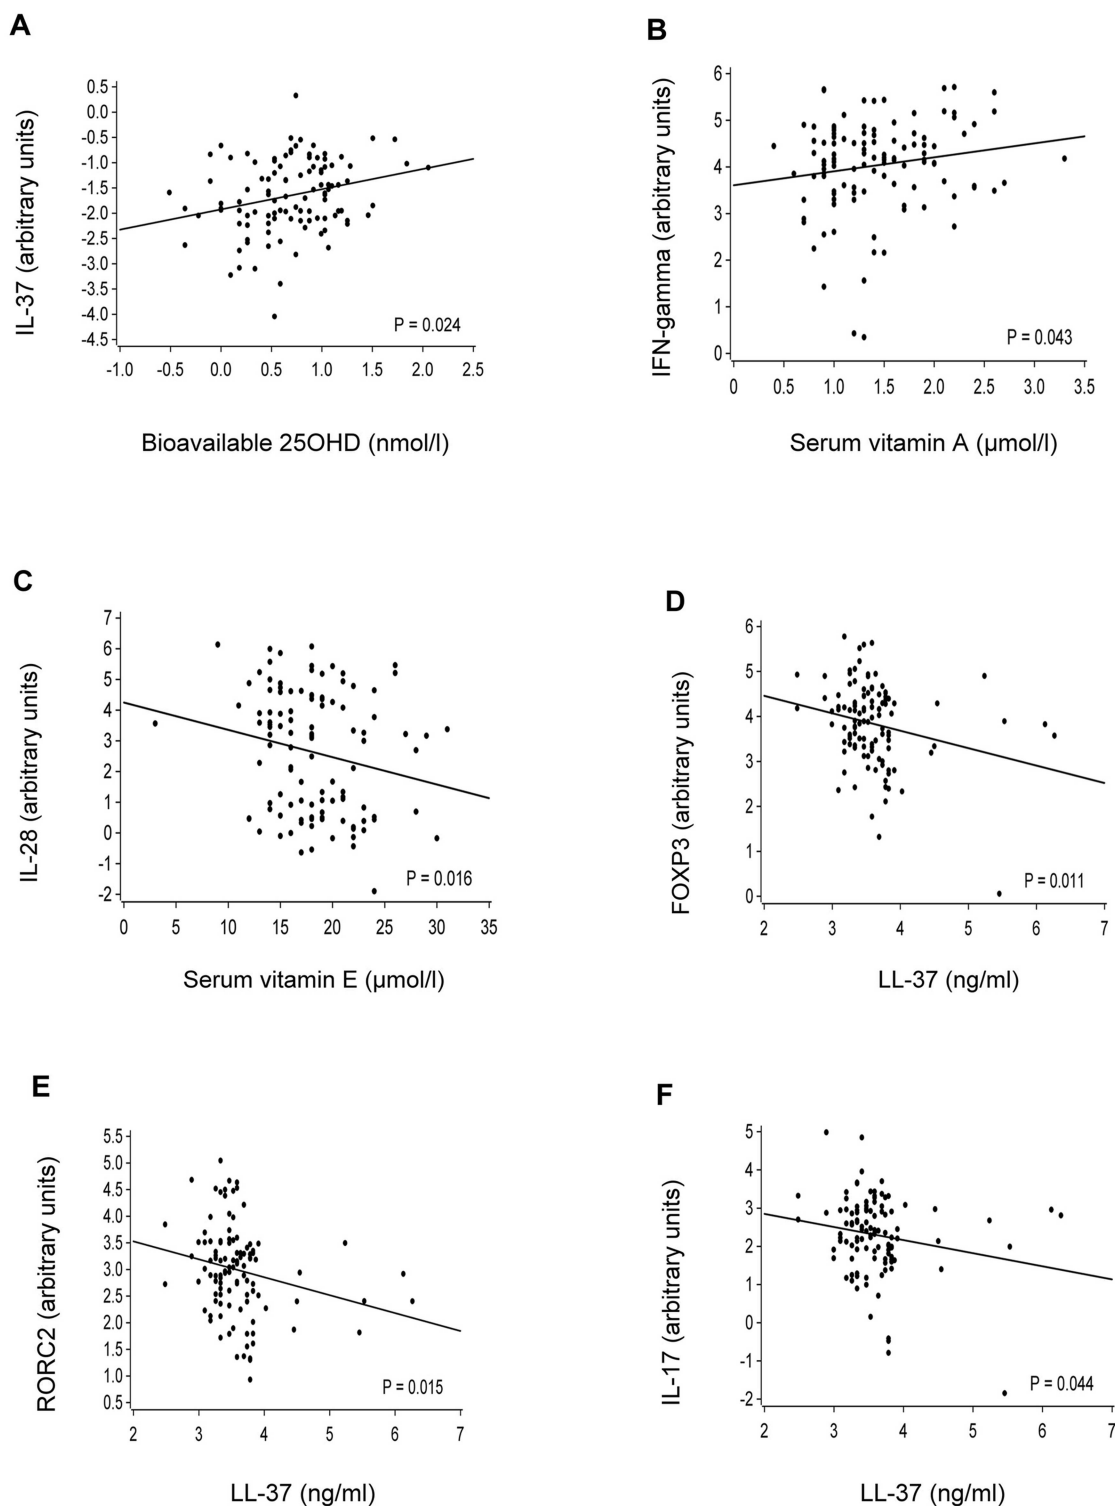 A
IL-37 (arbitrary units)
0.5
0.0
-0.5
-1.0
-1.5
-2.0
-2.5
-3.0
-3.5
-4.0
-4.5
P = 0.024
-1.0 -0.5 0.0 0.5 1.0 1.5 2.0 2.5
Bioavailable 25OHD (nmol/l)
B
IFN-gamma (arbitrary units)
6
5
4
3
2
1
0
P = 0.043
0 0.5 1.0 1.5 2.0 2.5 3.0 3.5
Serum vitamin A (µmol/l)
C
IL-28 (arbitrary units)
7
6
5
4
3
2
1
0
-1
-2
P = 0.016
0 5 10 15 20 25 30 35
Serum vitamin E (µmol/l)
D
FOXP3 (arbitrary units)
6
5
4
3
2
1
0
P = 0.011
2 3 4 5 6 7
LL-37 (ng/ml)
E
RORC2 (arbitrary units)
5.5
5.0
4.5
4.0
3.5
3.0
2.5
2.0
1.5
1.0
0.5
P = 0.015
2 3 4 5 6 7
LL-37 (ng/ml)
F
IL-17 (arbitrary units)
5
4
3
2
1
0
-1
-2
P = 0.044
2 3 4 5 6 7
LL-37 (ng/ml)